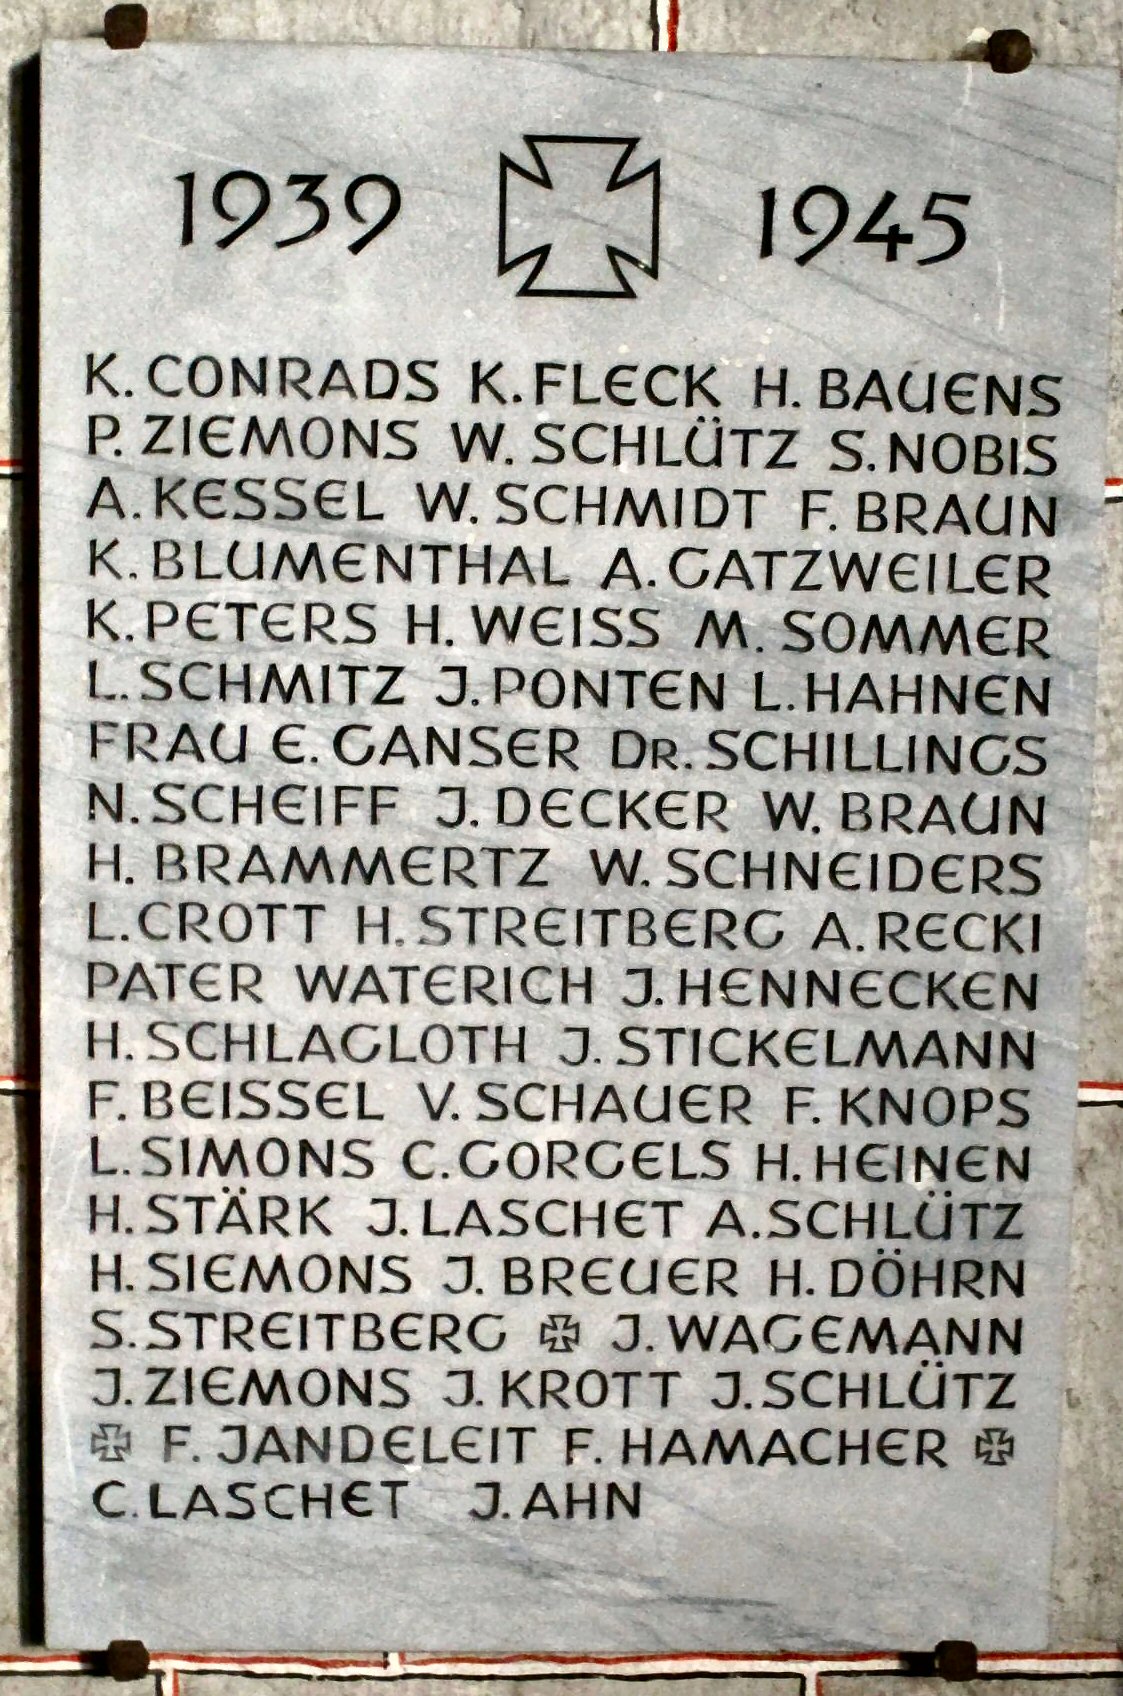 1939 1945
K. CONRADS K. FLECK H. BAUENS
P. ZIEMONS W. SCHLÜTZ S. NOBIS
A. KESSEL W. SCHMIDT F. BRAUN
K. BLUMENTHAL A. GATZWEILER
K. PETERS H. WEISS M. SOMMER
L. SCHMITZ J. PONTEN L. HAHNEN
FRAU E. GANSER DR. SCHILLINGS
N. SCHEIFF J. DECKER W. BRAUN
H. BRAMMERTZ W. SCHNEIDERS
L. CROTT H. STREITBERG A. RECKI
PATER WATERICH J. HENNECKEN
H. SCHLAGLOTH J. STICKELMANN
F. BEISSEL V. SCHAUER F. KNOPS
L. SIMONS C. GORGELS H. HEINEN
H. STÄRK J. LASCHET A. SCHLÜTZ
H. SIEMONS J. BREUER H. DÖHRN
S. STREITBERG ✠ J. WAGEMANN
J. ZIEMONS J. KROTT J. SCHLÜTZ
✠ F. JANDELEIT F. HAMACHER ✠
C. LASCHET J. AHN